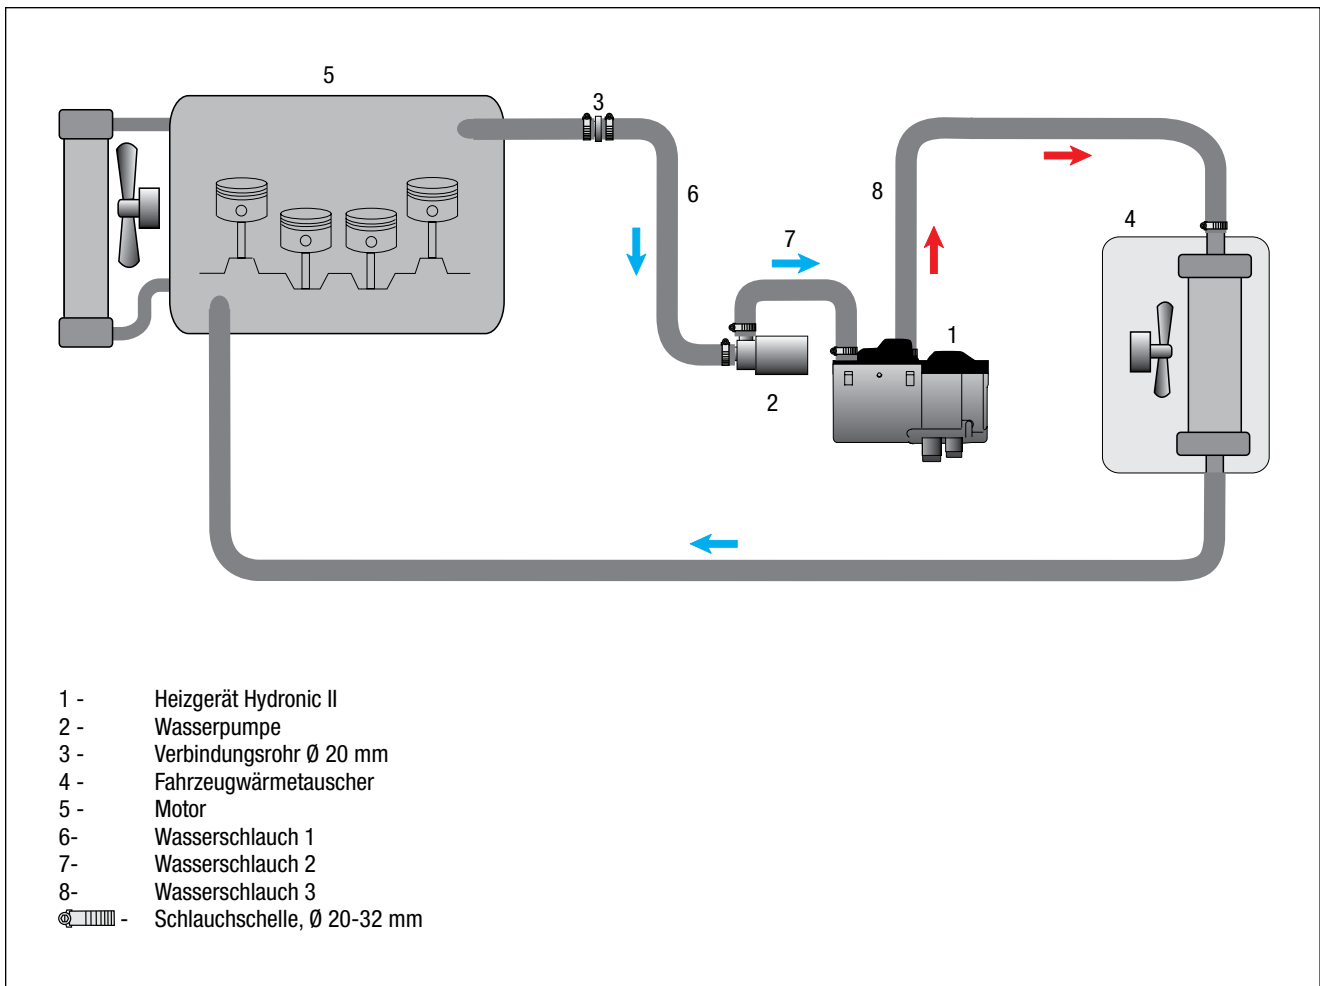 5
3
6
8
4
7
1
2
1 - Heizgerät Hydronic II
2 - Wasserpumpe
3 - Verbindungsrohr Ø 20 mm
4 - Fahrzeugwärmetauscher
5 - Motor
6- Wasserschlauch 1
7- Wasserschlauch 2
8- Wasserschlauch 3
- Schlauchschelle, Ø 20-32 mm